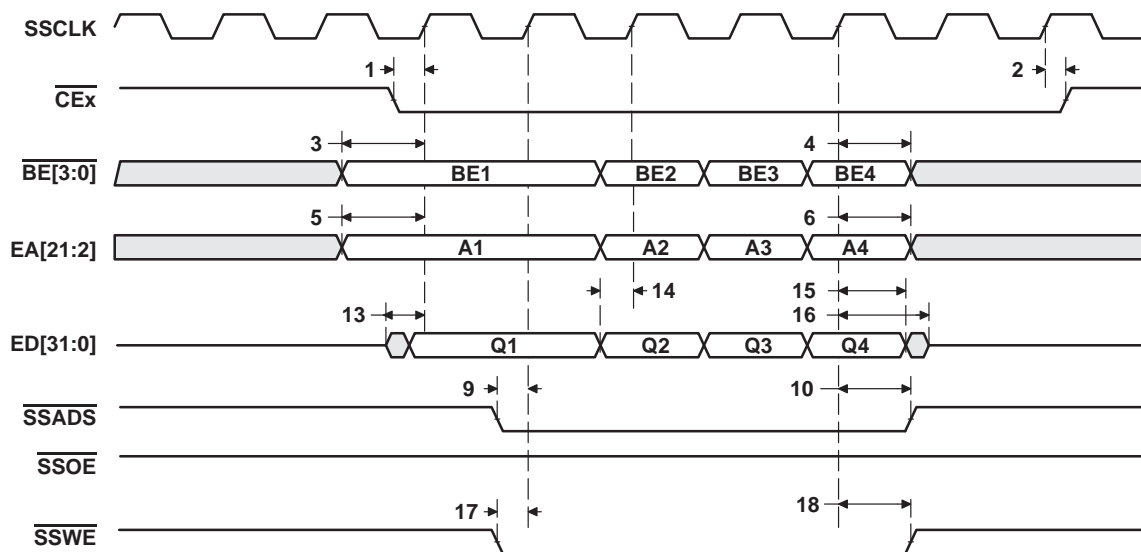 SSCLK
1 2
CEx
3 4
BE[3:0] BE1 BE2 BE3 BE4
5 6
EA[21:2] A1 A2 A3 A4
14 15
13 16
ED[31:0] Q1 Q2 Q3 Q4
9 10
SSADS
SSOE
17 18
SSWE